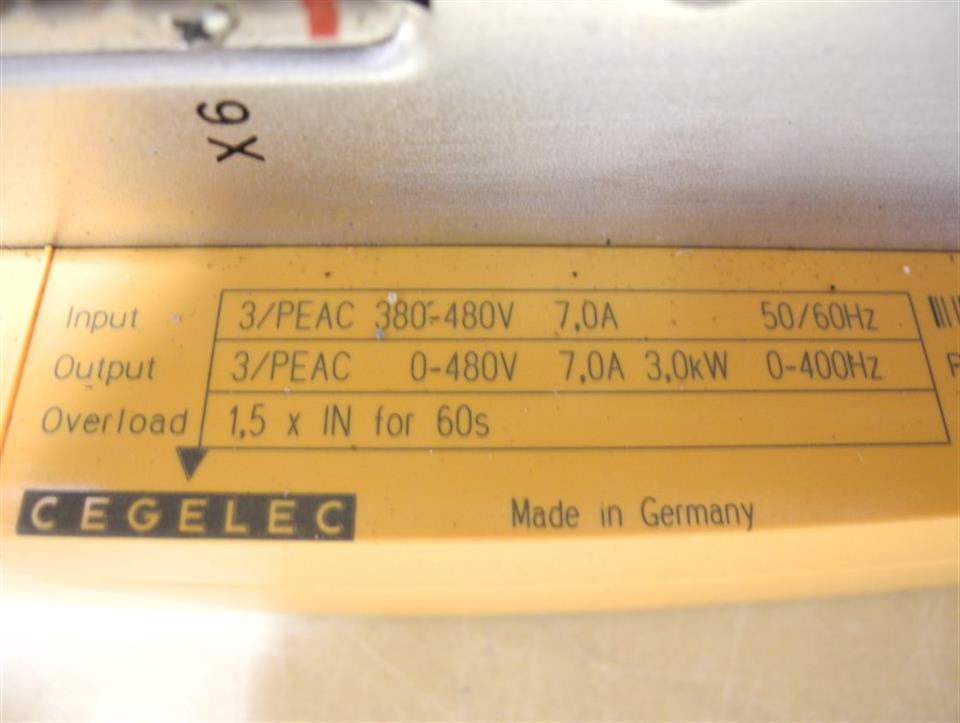 X6
Input 3/PEAC 380-480V 7,0A 50/60Hz
Output 3/PEAC 0-480V 7,0A 3,0kW 0-400Hz
Overload 1,5 x IN for 60s
CEGELEC Made in Germany